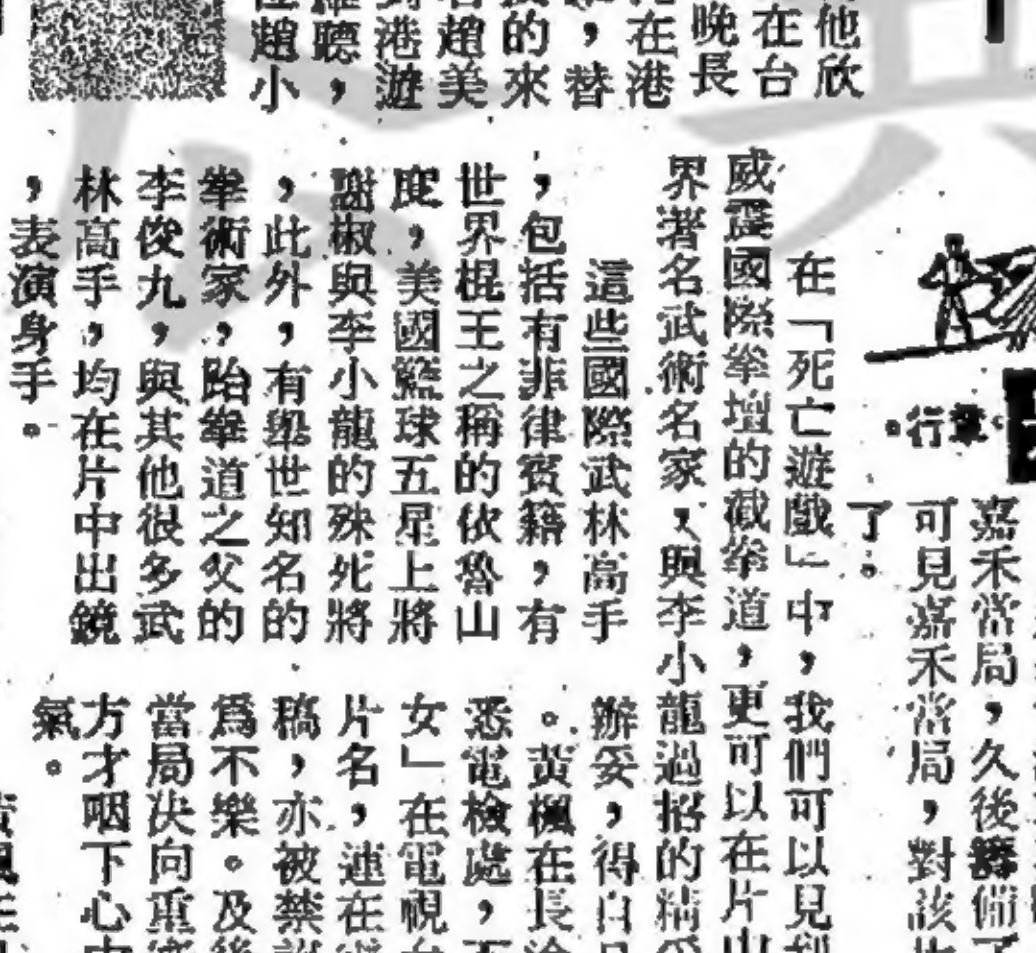 他欣
在台
晚長
在港
，替
的來
趙美
港遊
聽，
趙小
行。
嘉禾當局，久後籌備了
可見嘉禾當局，對該
了。
在「死亡遊戲」中，我們可以見到
威震國際拳壇的截拳道，更可以在片中
界著名武術名家，與李小龍過招的精
這些國際武林高手
，包括有非律賓籍，有
世界棍王之稱的依魯山
度，美國籃球五星上將
謝椒與李小龍的殊死將
，此外，有舉世知名的
拳術家，跆拳道之父的
李俊九，與其他很多武
林高手，均在片中出鏡
，表演身手。
辦妥，得自
。黃楓在長
悉電檢處，
女」在電視
片名，連在
稿，亦被禁
爲不樂。及後
當局決向重
方才咽下心中
氣。